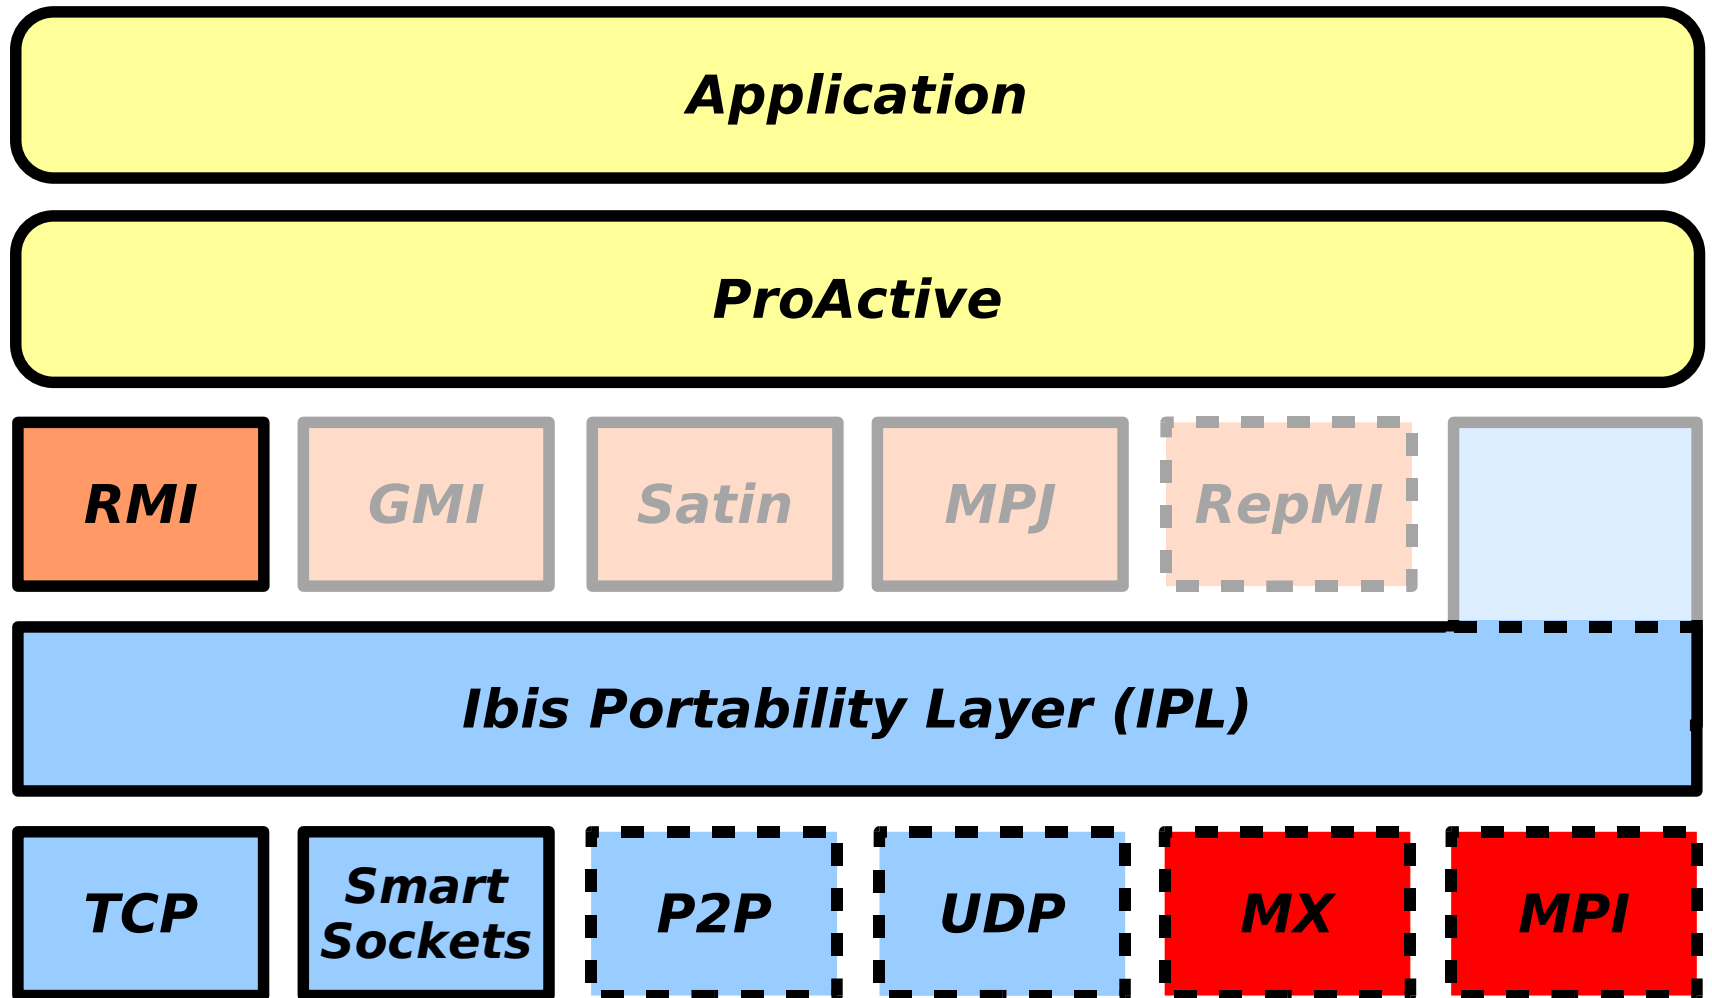 Application
ProActive
RMI
GMI
Satin
MPJ
RepMI
Ibis Portability Layer (IPL)
TCP
Smart
Sockets
P2P
UDP
MX
MPI